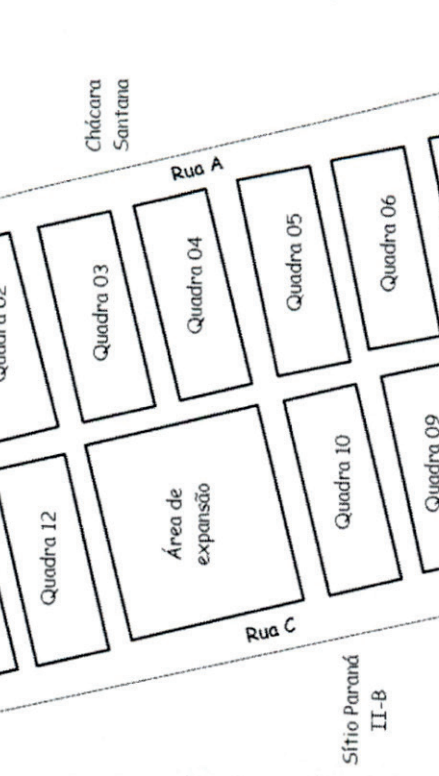 Chácara
Santana
Rua A
Quadra 03
Quadra 04
Quadra 05
Quadra 06
Quadra 12
Área de
expansão
Quadra 10
Quadra 09
Rua C
Sítio Paraná
II-B